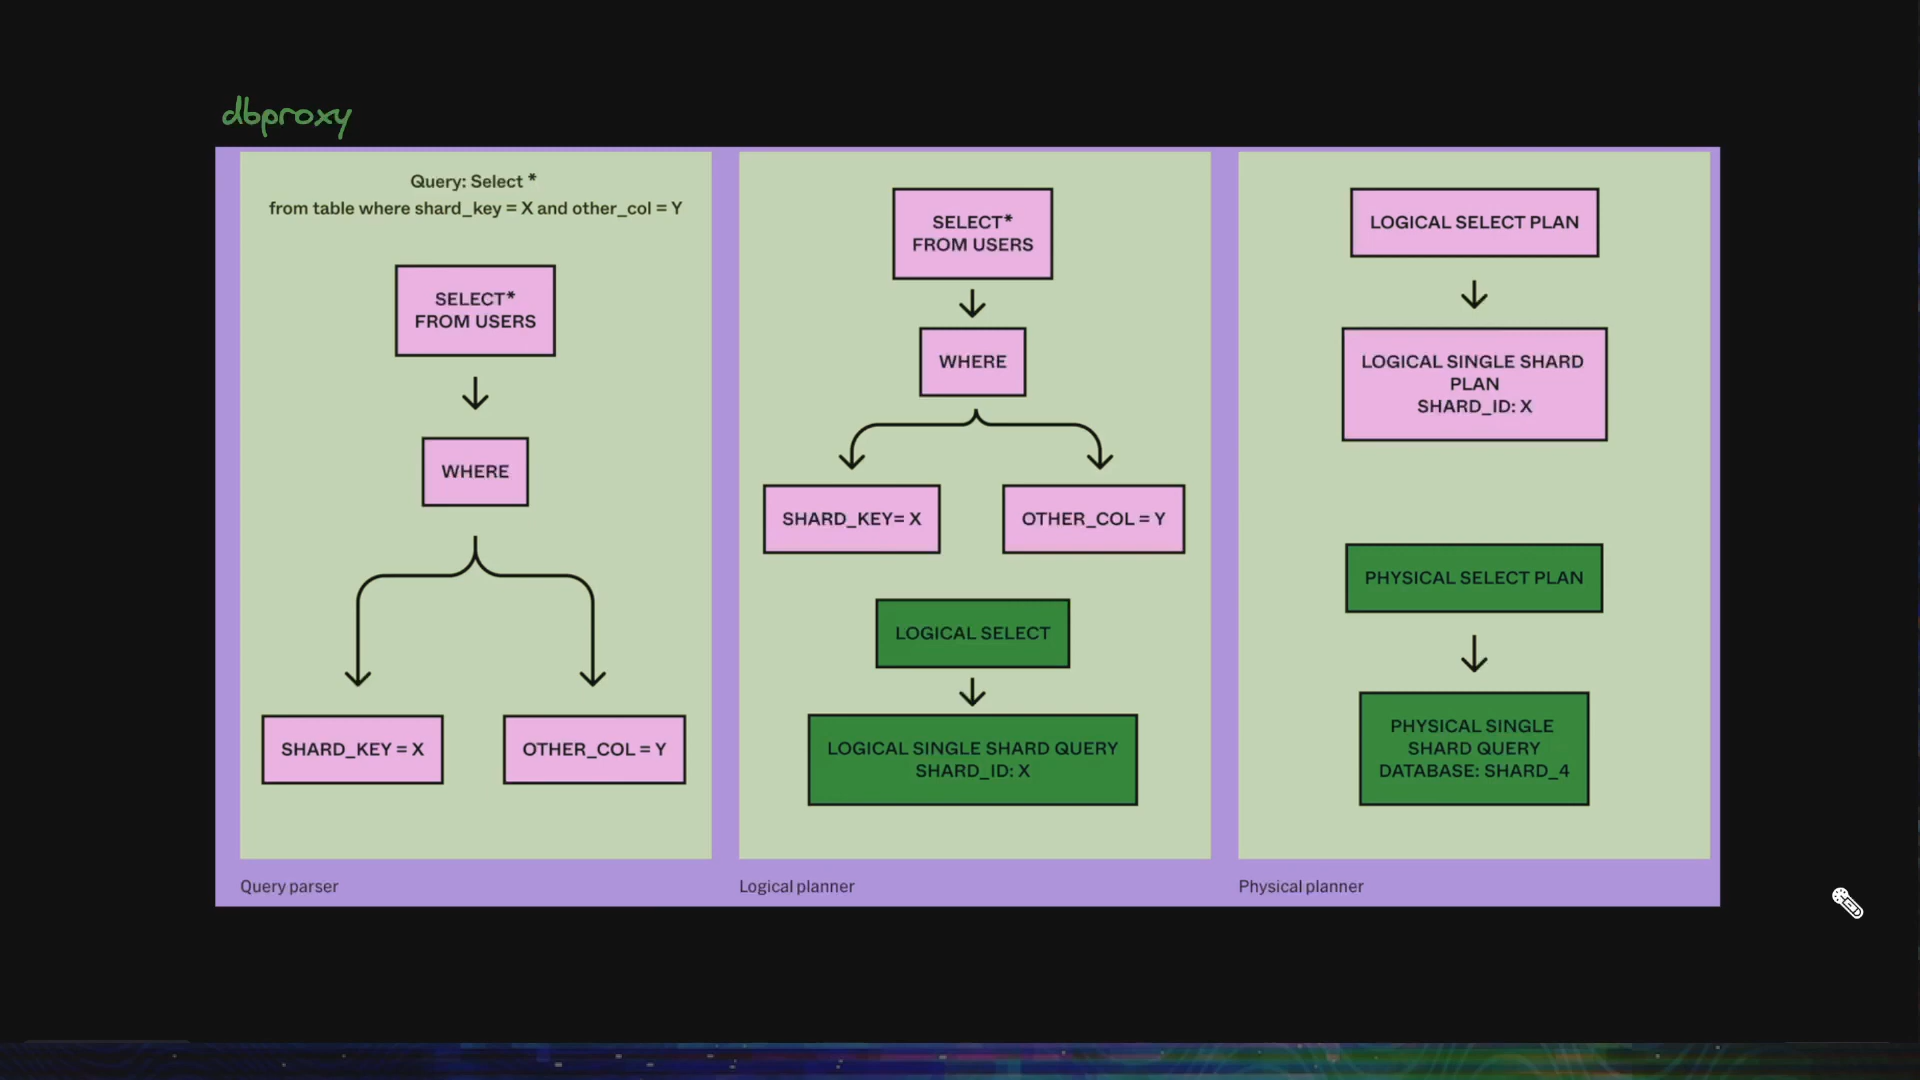 dbproxy
Query: Select *
from table where shard_key = X and other_col = Y
SELECT*
FROM USERS
WHERE
SHARD_KEY = X
OTHER_COL = Y
Query parser
SELECT*
FROM USERS
WHERE
SHARD_KEY= X
OTHER_COL = Y
LOGICAL SELECT
LOGICAL SINGLE SHARD QUERY
SHARD_ID: X
Logical planner
LOGICAL SELECT PLAN
LOGICAL SINGLE SHARD
PLAN
SHARD_ID: X
PHYSICAL SELECT PLAN
PHYSICAL SINGLE
SHARD QUERY
DATABASE: SHARD_4
Physical planner